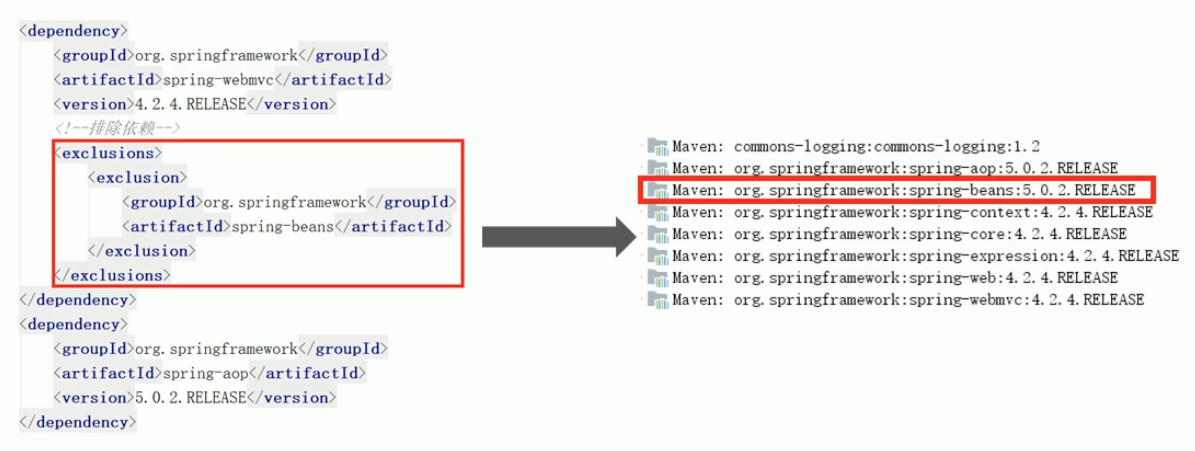 <dependency>
<groupId>org.springframework</groupId>
<artifactId>spring-webmvc</artifactId>
<version>4.2.4.RELEASE</version>
<!--排除依赖-->
<exclusions>
<exclusion>
<groupId>org.springframework</groupId>
<artifactId>spring-beans</artifactId>
</exclusion>
</exclusions>
</dependency>
<dependency>
<groupId>org.springframework</groupId>
<artifactId>spring-aop</artifactId>
<version>5.0.2.RELEASE</version>
</dependency>
Maven: commons-logging:commons-logging:1.2
Maven: org.springframework:spring-aop:5.0.2.RELEASE
Maven: org.springframework:spring-beans:5.0.2.RELEASE
Maven: org.springframework:spring-context:4.2.4.RELEASE
Maven: org.springframework:spring-core:4.2.4.RELEASE
Maven: org.springframework:spring-expression:4.2.4.RELEASE
Maven: org.springframework:spring-web:4.2.4.RELEASE
Maven: org.springframework:spring-webmvc:4.2.4.RELEASE